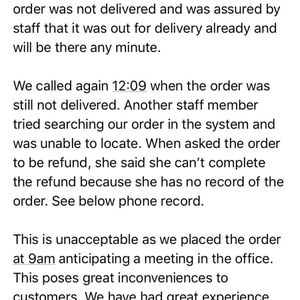 order was not delivered and was assured by
staff that it was out for delivery already and
will be there any minute.
We called again 12:09 when the order was
still not delivered. Another staff member
tried searching our order in the system and
was unable to locate. When asked the order
to be refund, she said she can't complete
the refund because she has no record of the
order. See below phone record.
This is unacceptable as we placed the order
at 9am anticipating a meeting in the office.
This poses great inconveniences to
customers. We have had great experience